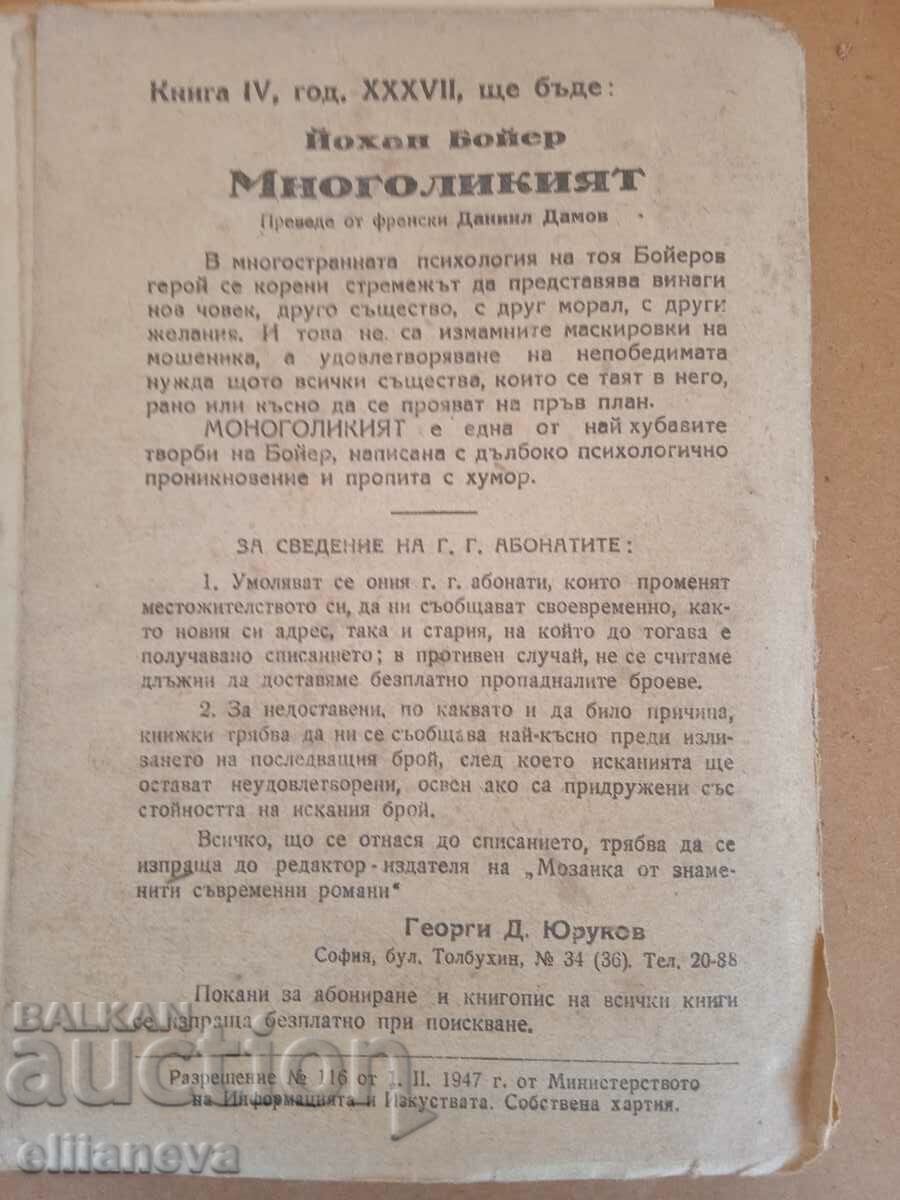 Книга IV, год. XXXVII, ще бъде:
Йохан Бойер
Многоликият
Преведе от френски Даниил Дамов
В многостранната психология на тоя Бойеров
герой се корени стремежът да представява винаги
нов човек, друго същество, с друг морал, с други
желания. И това не са измамните маскировки на
мошеника, а удовлетворяване на непобедимата
нужда щото всички същества, които се таят в него,
рано или късно да се прояват на пръв план.
МОНОГОЛИКИЯТ е една от най хубавите
творби на Бойер, написана с дълбоко психологично
проникновение и пропита с хумор.
ЗА СВЕДЕНИЕ НА Г. Г. АБОНАТИТЕ:
1. Умоляват се ония г. г. абонати, които променят
местожителството си, да ни съобщават своевременно, как-
то новия си адрес, така и стария, на който до тогава е
получавано списанието; в противен случай, не се считаме
длъжни да доставяме безплатно пропадналите броеве.
2. За недоставени, по каквато и да било причина,
книжки трябва да ни се съобщава най-късно преди изли-
зането на последващия брой, след което исканията ще
остават неудовлетворени, освен ако са придружени със
стойността на искания брой.
Всичко, що се отнася до списанието, трябва да се
изпраща до редактор-издателя на „Мозаика от знаме-
нити съвременни романи“
Георги Д. Юруков
София, бул. Толбухин, № 34 (36). Тел. 20-88
Покани за абониране и книгопис на всички книги
се изпраща безплатно при поискване.
Разрешение № 116 от 1. II. 1947 г. от Министерството
на Информацията и Изкуствата. Собствена хартия.
BALKAN
auction
ellianeva